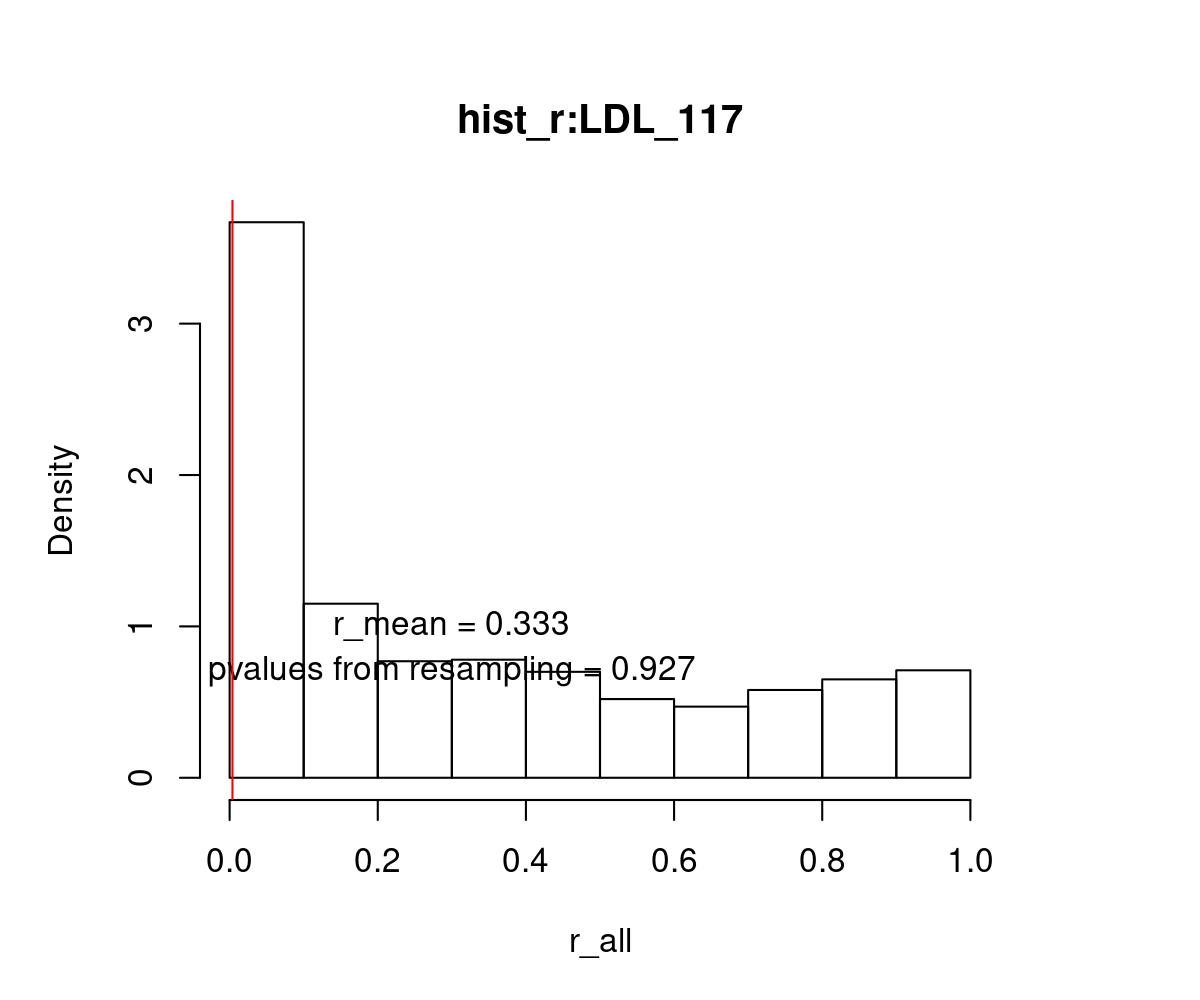 hist_r:LDL_117
Density
3
2
1
0
r_mean = 0.333
pvalues from resampling = 0.927
0.0 0.2 0.4 0.6 0.8 1.0
r_all